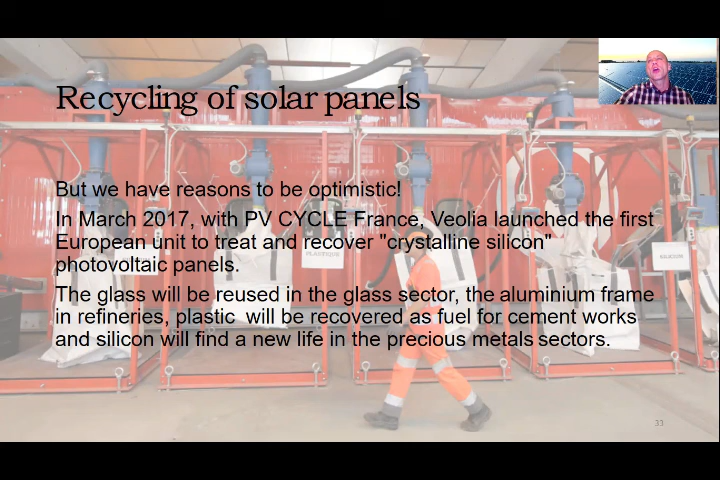 Recycling of solar panels
But we have reasons to be optimistic!
In March 2017, with PV CYCLE France, Veolia launched the first
European unit to treat and recover "crystalline silicon"
photovoltaic panels.
PLASTIQUE
SILICIUM
The glass will be reused in the glass sector, the aluminium frame
in refineries, plastic will be recovered as fuel for cement works
and silicon will find a new life in the precious metals sectors.
33